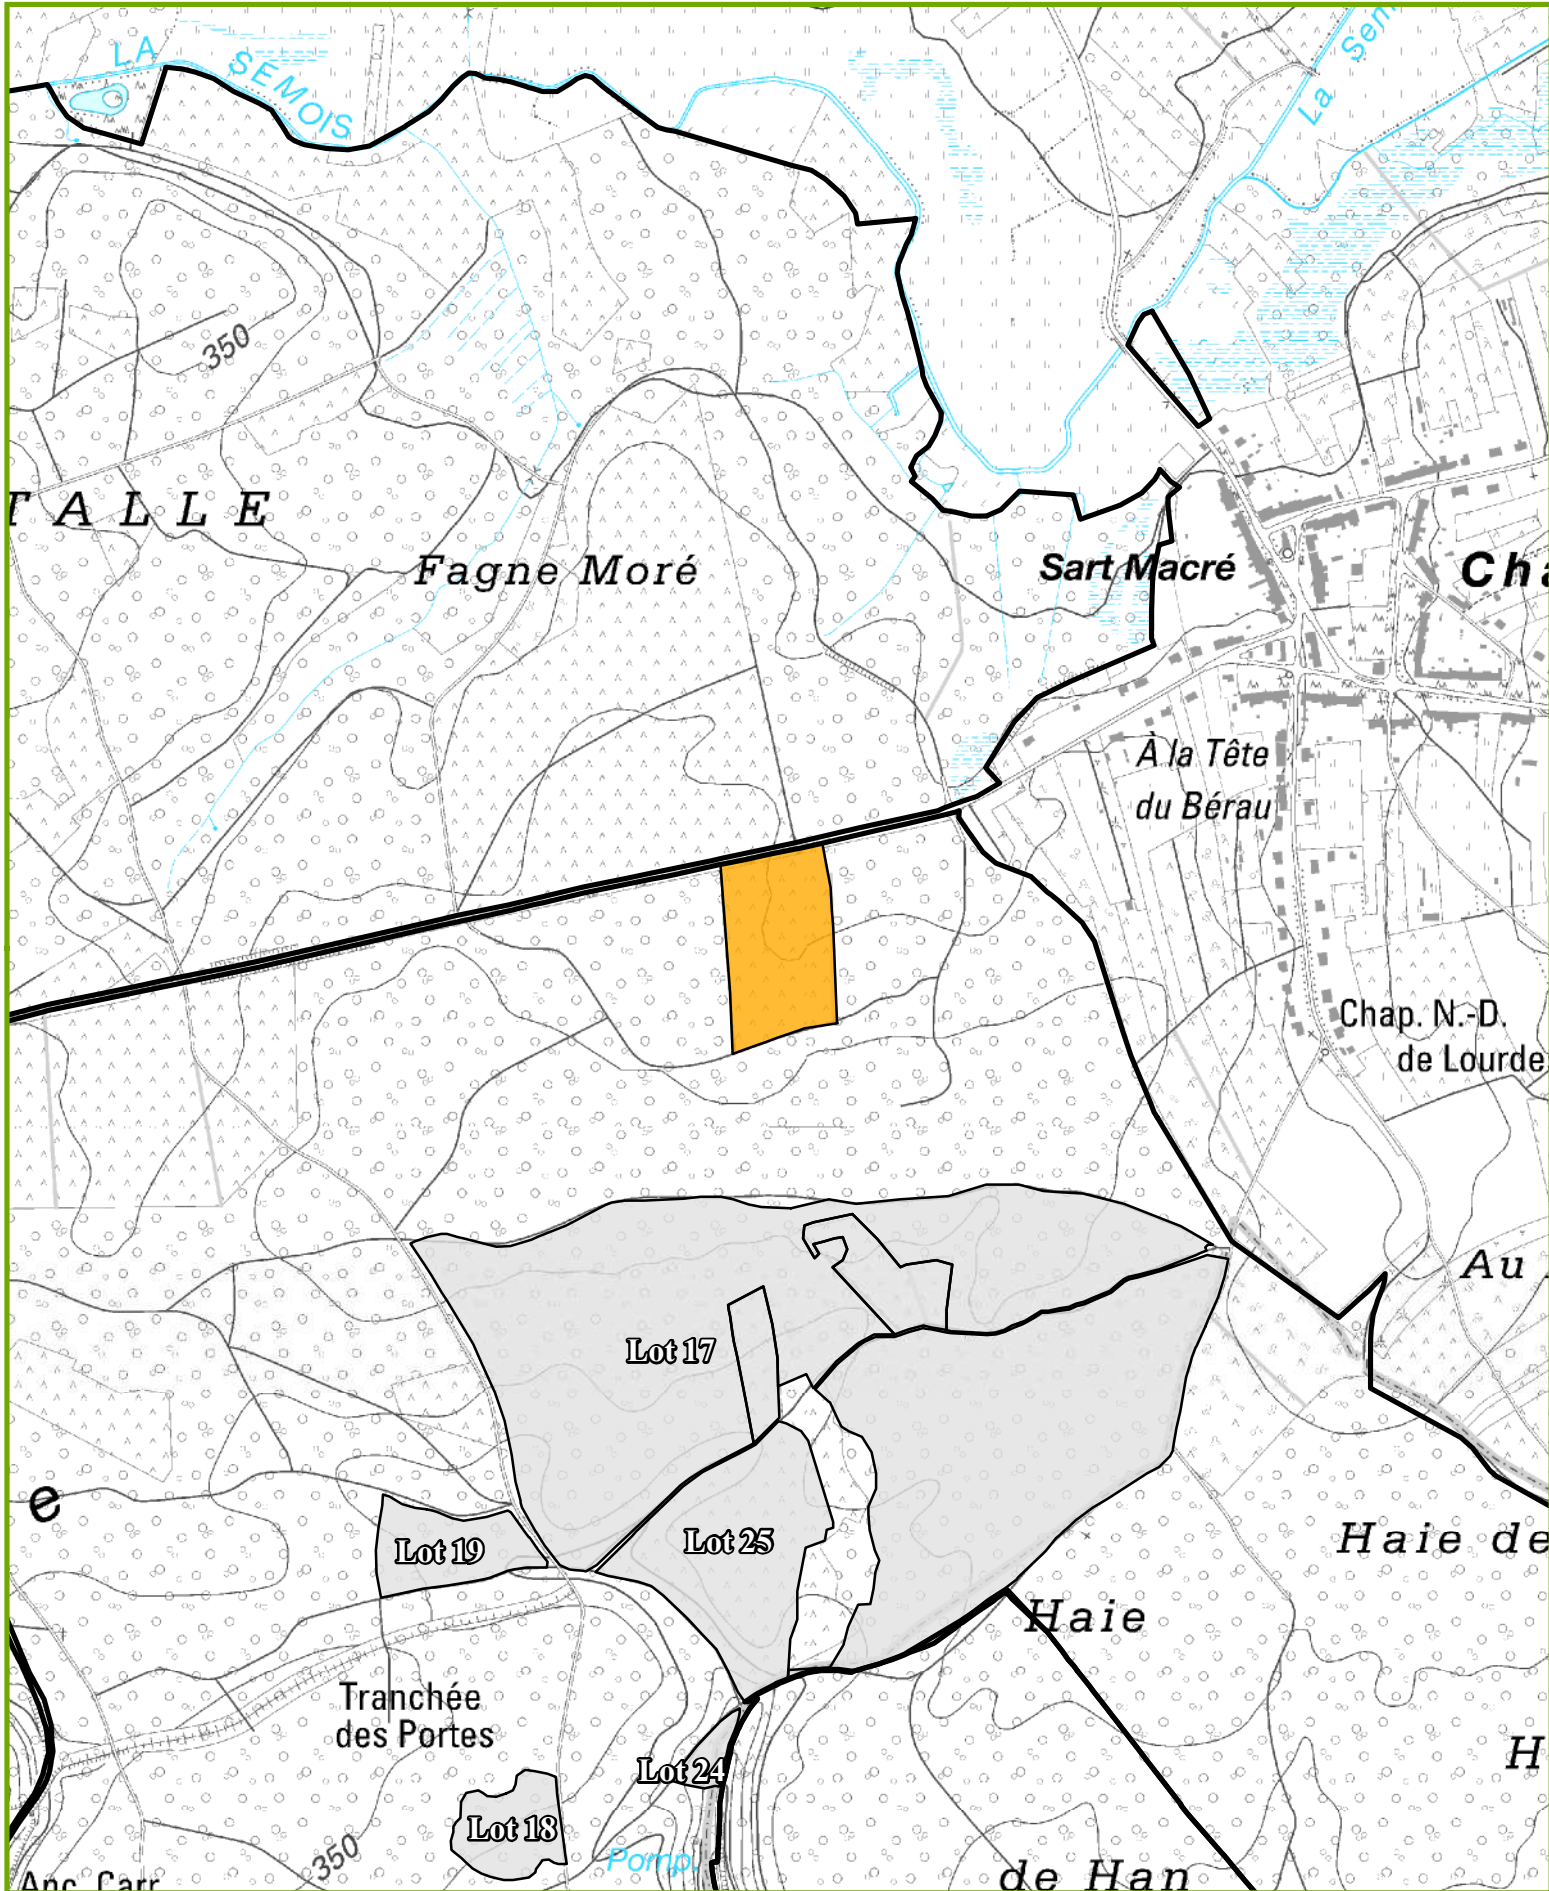 LA SEMOIS
La Sem
350
TALLE
Fagne Moré
Sart Macré
Cha
À la Tête
du Bérau
Chap. N.-D.
de Lourde
Au
Lot 17
e
Lot 19
Lot 25
Haie de
Haie
Tranchée
des Portes
H
Lot 24
Lot 18
350
Pomp.
Anc. Carr
de Han